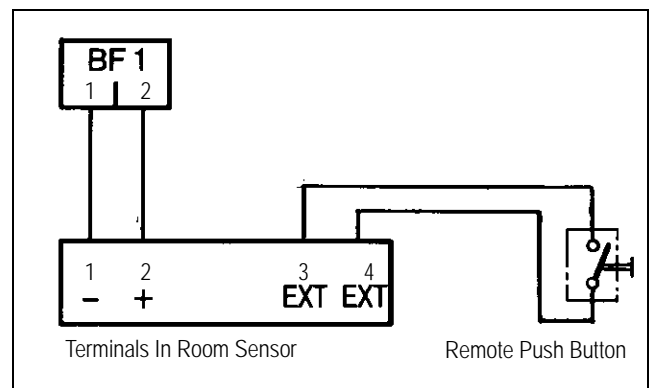 BF 1
1 2
1 2 3 4
- + EXT EXT
Terminals In Room Sensor Remote Push Button